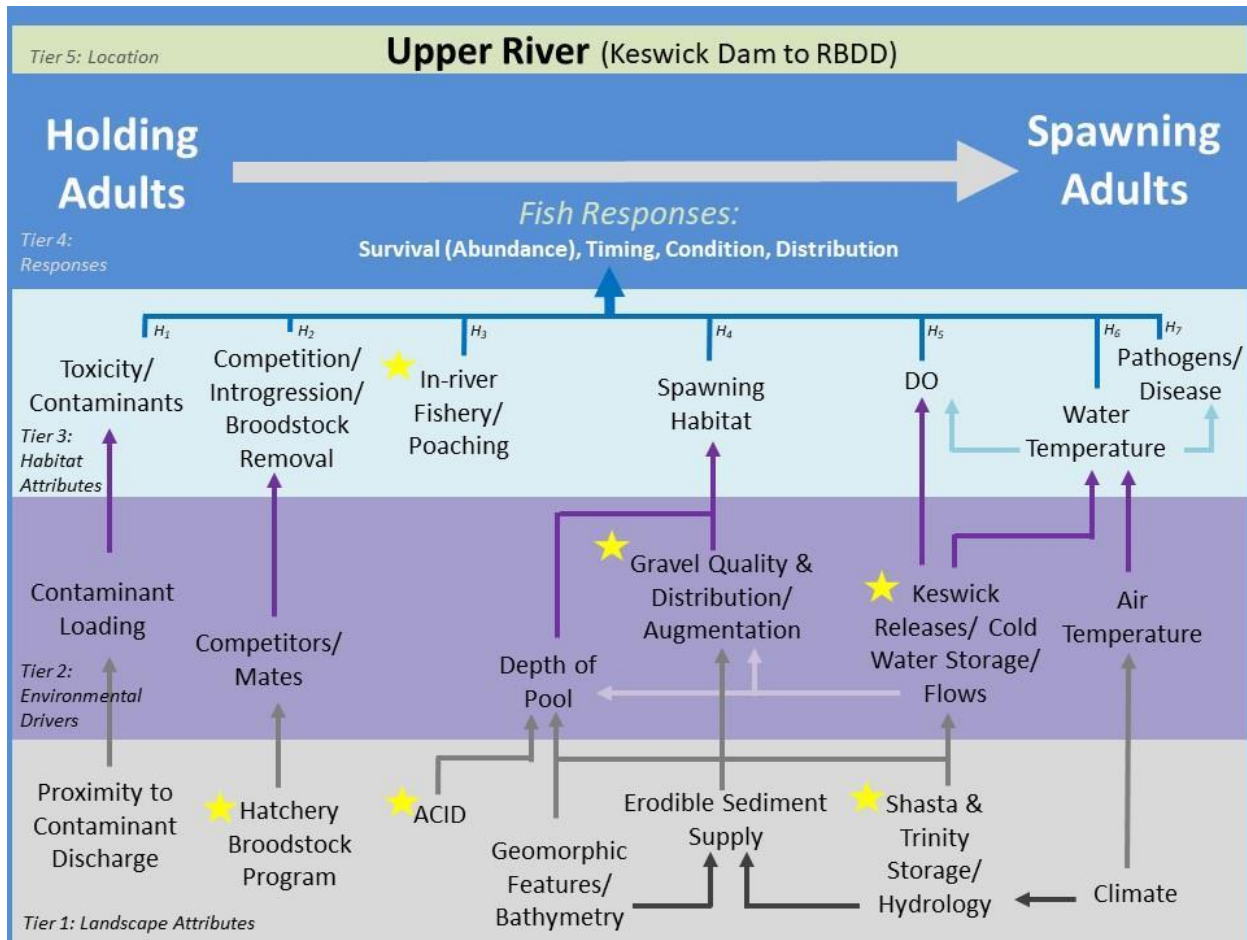 Tier 5: Location
Upper River (Keswick Dam to RBDD)
Holding
Adults
Spawning
Adults
Fish Responses:
Survival (Abundance), Timing, Condition, Distribution
Tier 4:
Responses
H1
H2
H3
H4
H5
H6
H7
Toxicity/
Contaminants
Competition/
Introgression/
Broodstock
Removal
In-river
Fishery/
Poaching
Spawning
Habitat
DO
Water
Temperature
Pathogens/
Disease
Tier 3:
Habitat
Attributes
Contaminant
Loading
Competitors/
Mates
Depth of
Pool
Gravel Quality &
Distribution/
Augmentation
Keswick
Releases/ Cold
Water Storage/
Flows
Air
Temperature
Tier 2:
Environmental
Drivers
Proximity to
Contaminant
Discharge
Hatchery
Broodstock
Program
ACID
Geomorphic
Features/
Bathymetry
Erodible Sediment
Supply
Shasta &
Trinity
Storage/
Hydrology
Climate
Tier 1: Landscape Attributes